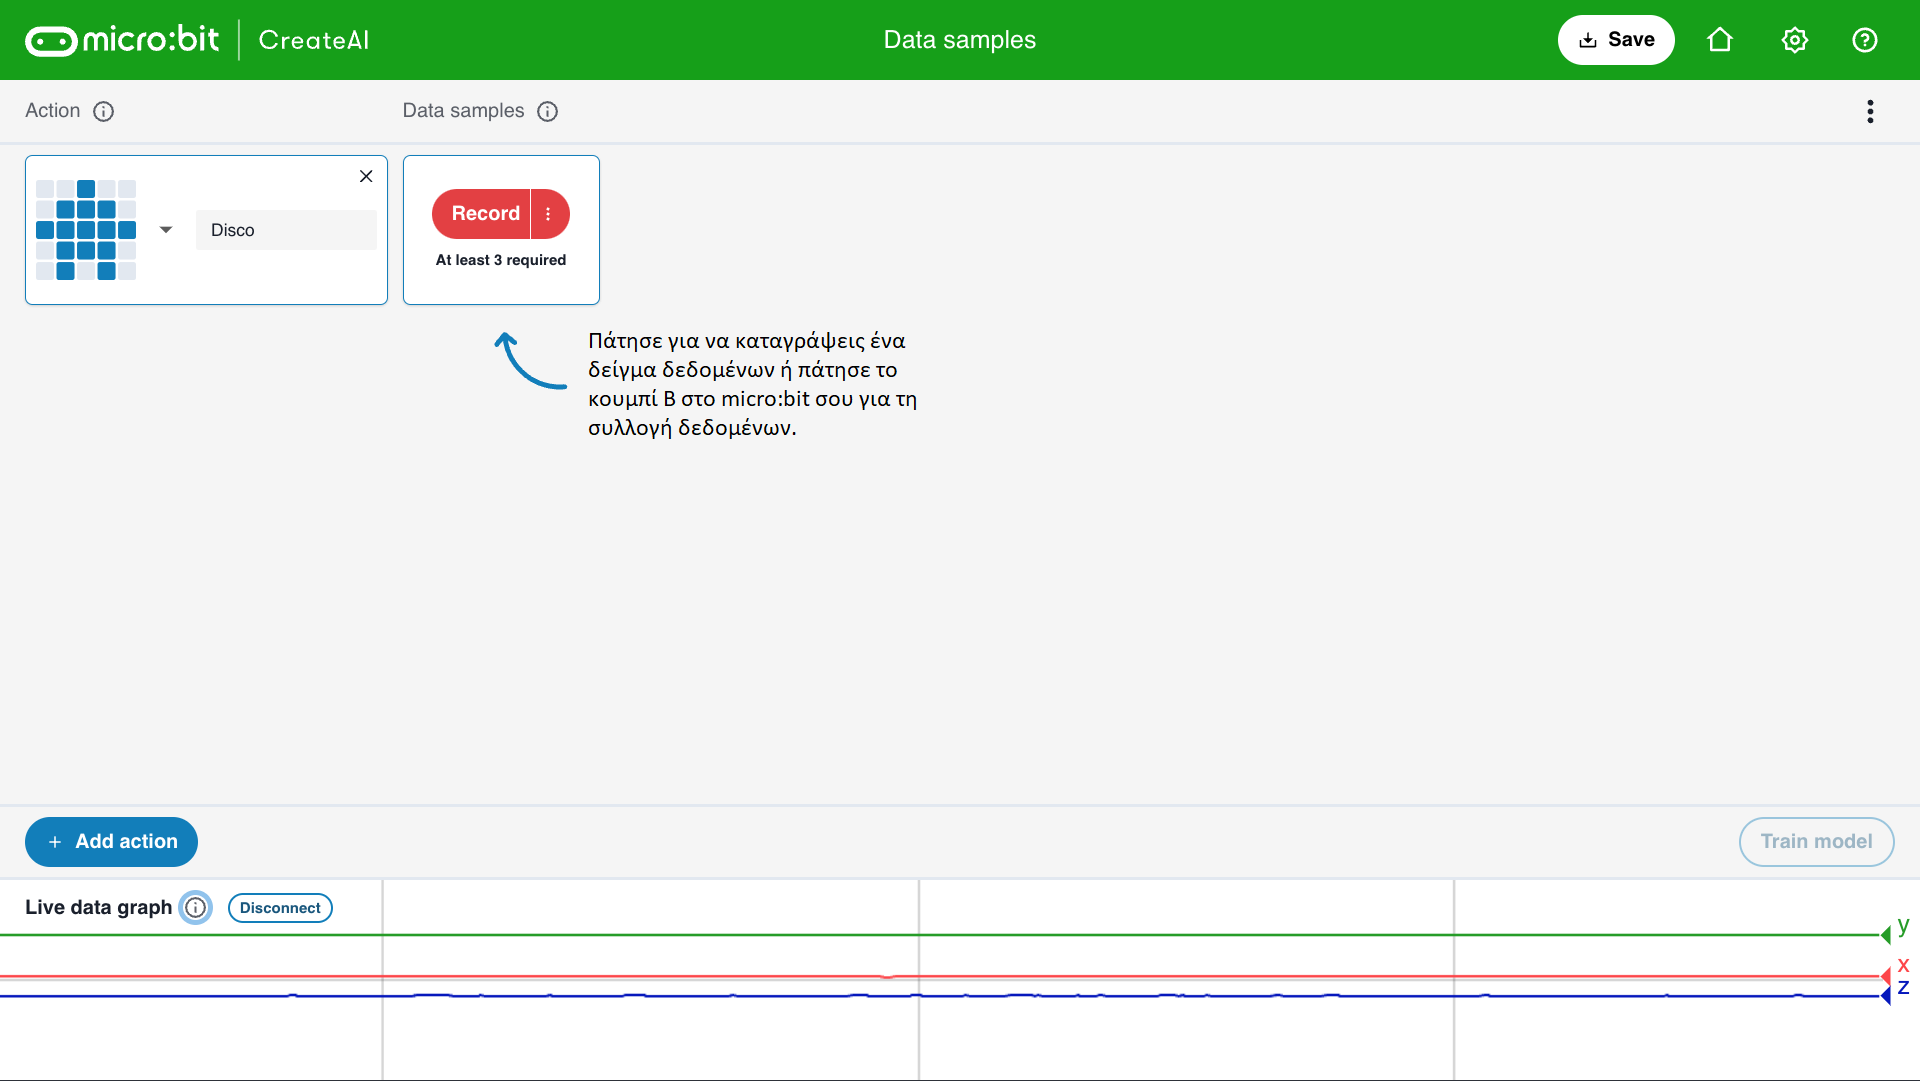 micro:bit CreateAI
Data samples
Save
Action
Data samples
Disco
Record
At least 3 required
Πάτησε για να καταγράψεις ένα
δείγμα δεδομένων ή πάτησε το
κουμπί B στο micro:bit σου για τη
συλλογή δεδομένων.
+ Add action
Train model
Live data graph
Disconnect
y
x
z